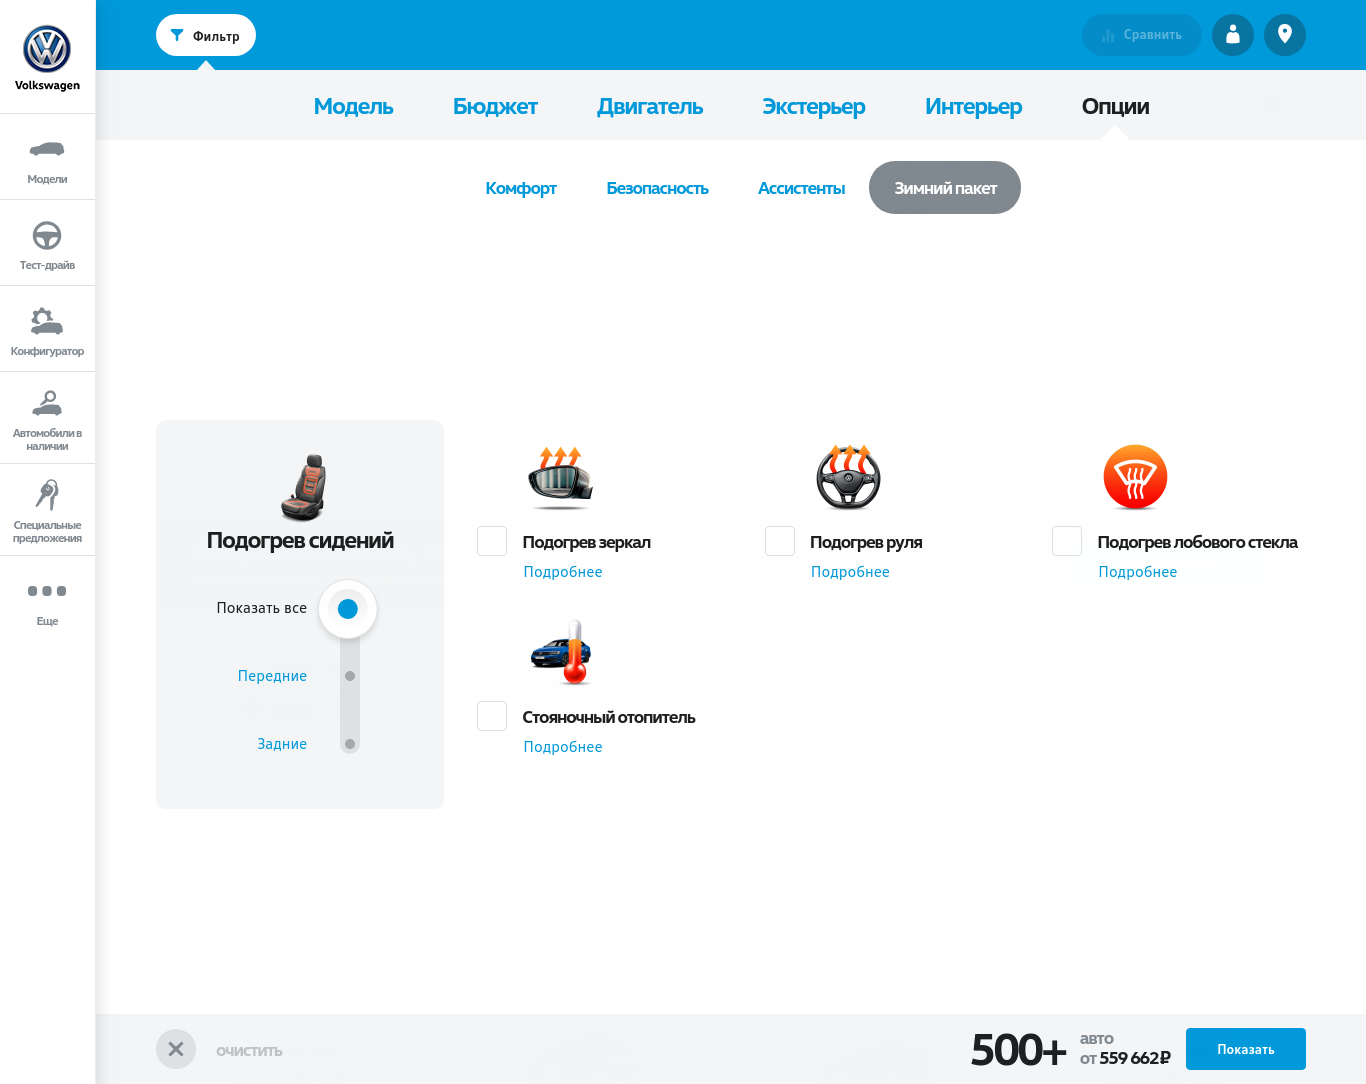 Volkswagen
Модели
Тест-драйв
Конфигуратор
Автомобили в
наличии
Специальные
предложения
Еще
Фильтр
Сравнить
Модель Бюджет Двигатель Экстерьер Интерьер Опции
Комфорт Безопасность Ассистенты Зимний пакет
Подогрев сидений
Показать все
Передние
Задние
Подогрев зеркал
Подробнее
Подогрев руля
Подробнее
Подогрев лобового стекла
Подробнее
Стояночный отопитель
Подробнее
очистить
500+
авто
от 559 662₽
Показать